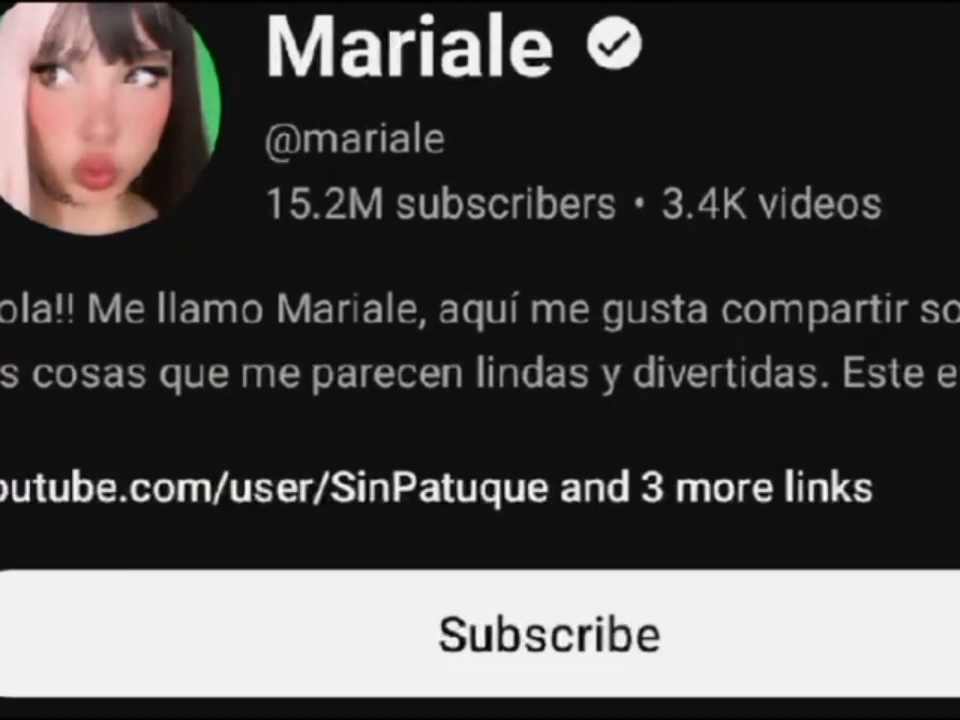 Mariale
@mariale
15.2M subscribers • 3.4K videos
ola!! Me llamo Mariale, aquí me gusta compartir so
s cosas que me parecen lindas y divertidas. Este e
outube.com/user/SinPatuque and 3 more links
Subscribe